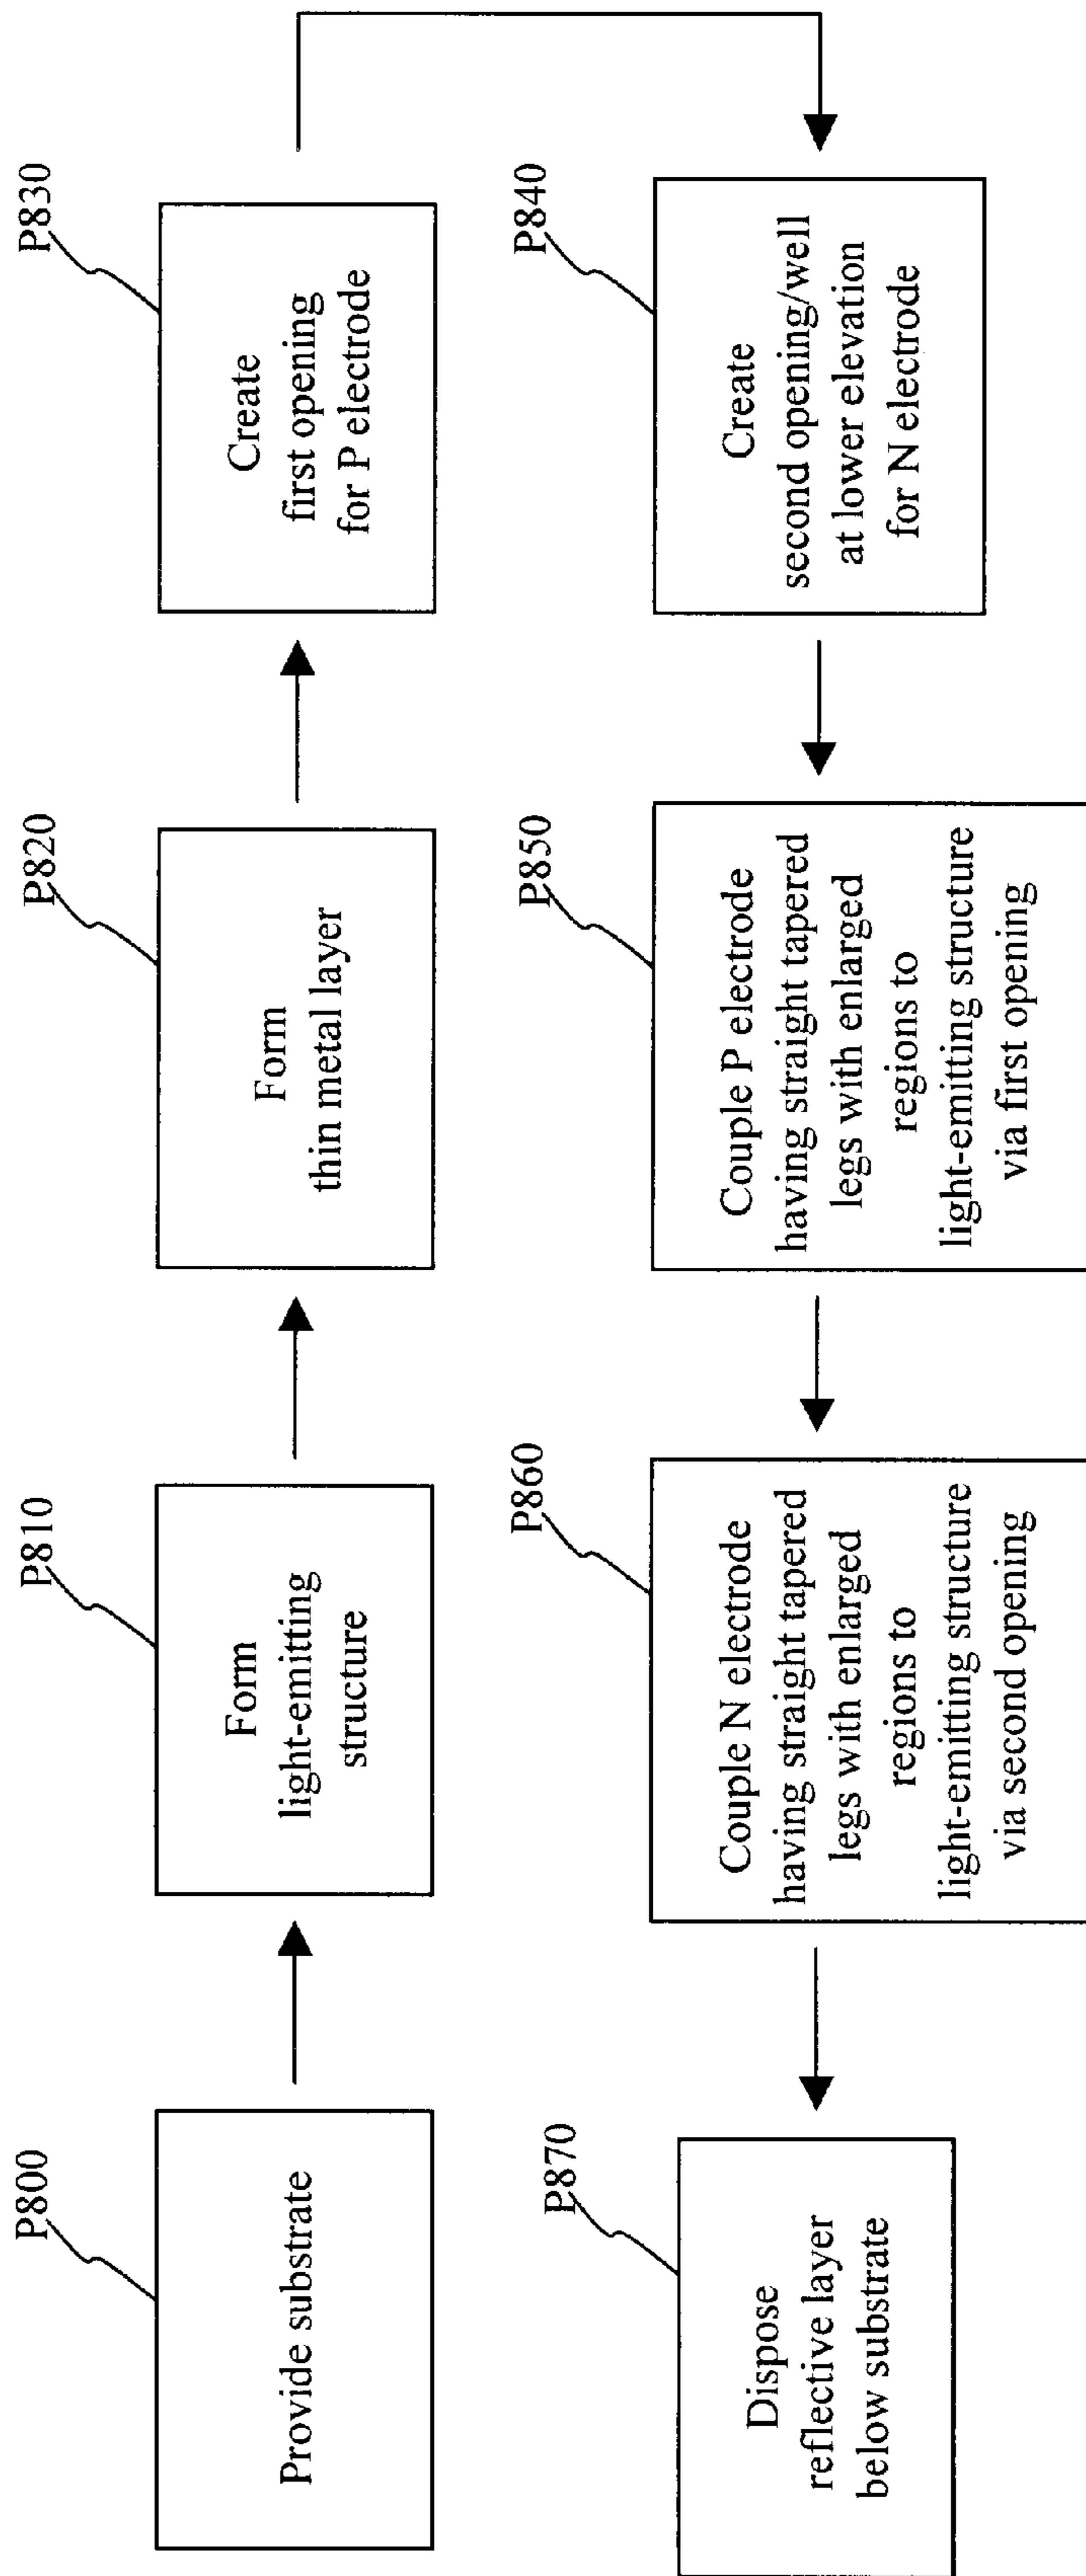 P800
Provide substrate
P810
Form
light-emitting
structure
P820
Form
thin metal layer
P830
Create
first opening
for P electrode
P840
Create
second opening/well
at lower elevation
for N electrode
P850
Couple P electrode
having straight tapered
legs with enlarged
regions to
light-emitting structure
via first opening
P860
Couple N electrode
having straight tapered
legs with enlarged
regions to
light-emitting structure
via second opening
P870
Dispose
reflective layer
below substrate